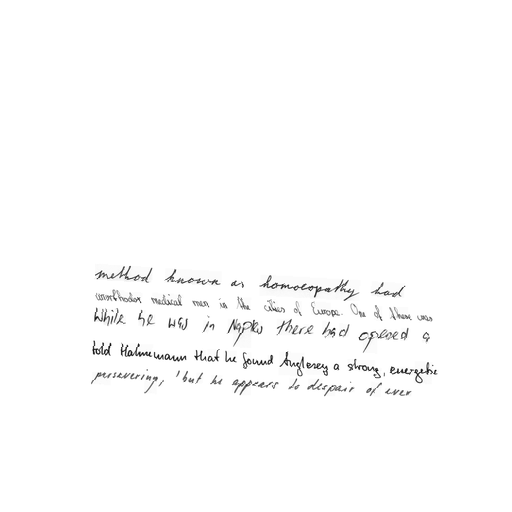 method known as homoeopathy had
unorthodox medical men in the cities of Europe. One of these was
While he was in Naples there had opened a
told Hahnemann that he found Anglesey a strong, energetic
persevering, 'but he appears to despair of ever